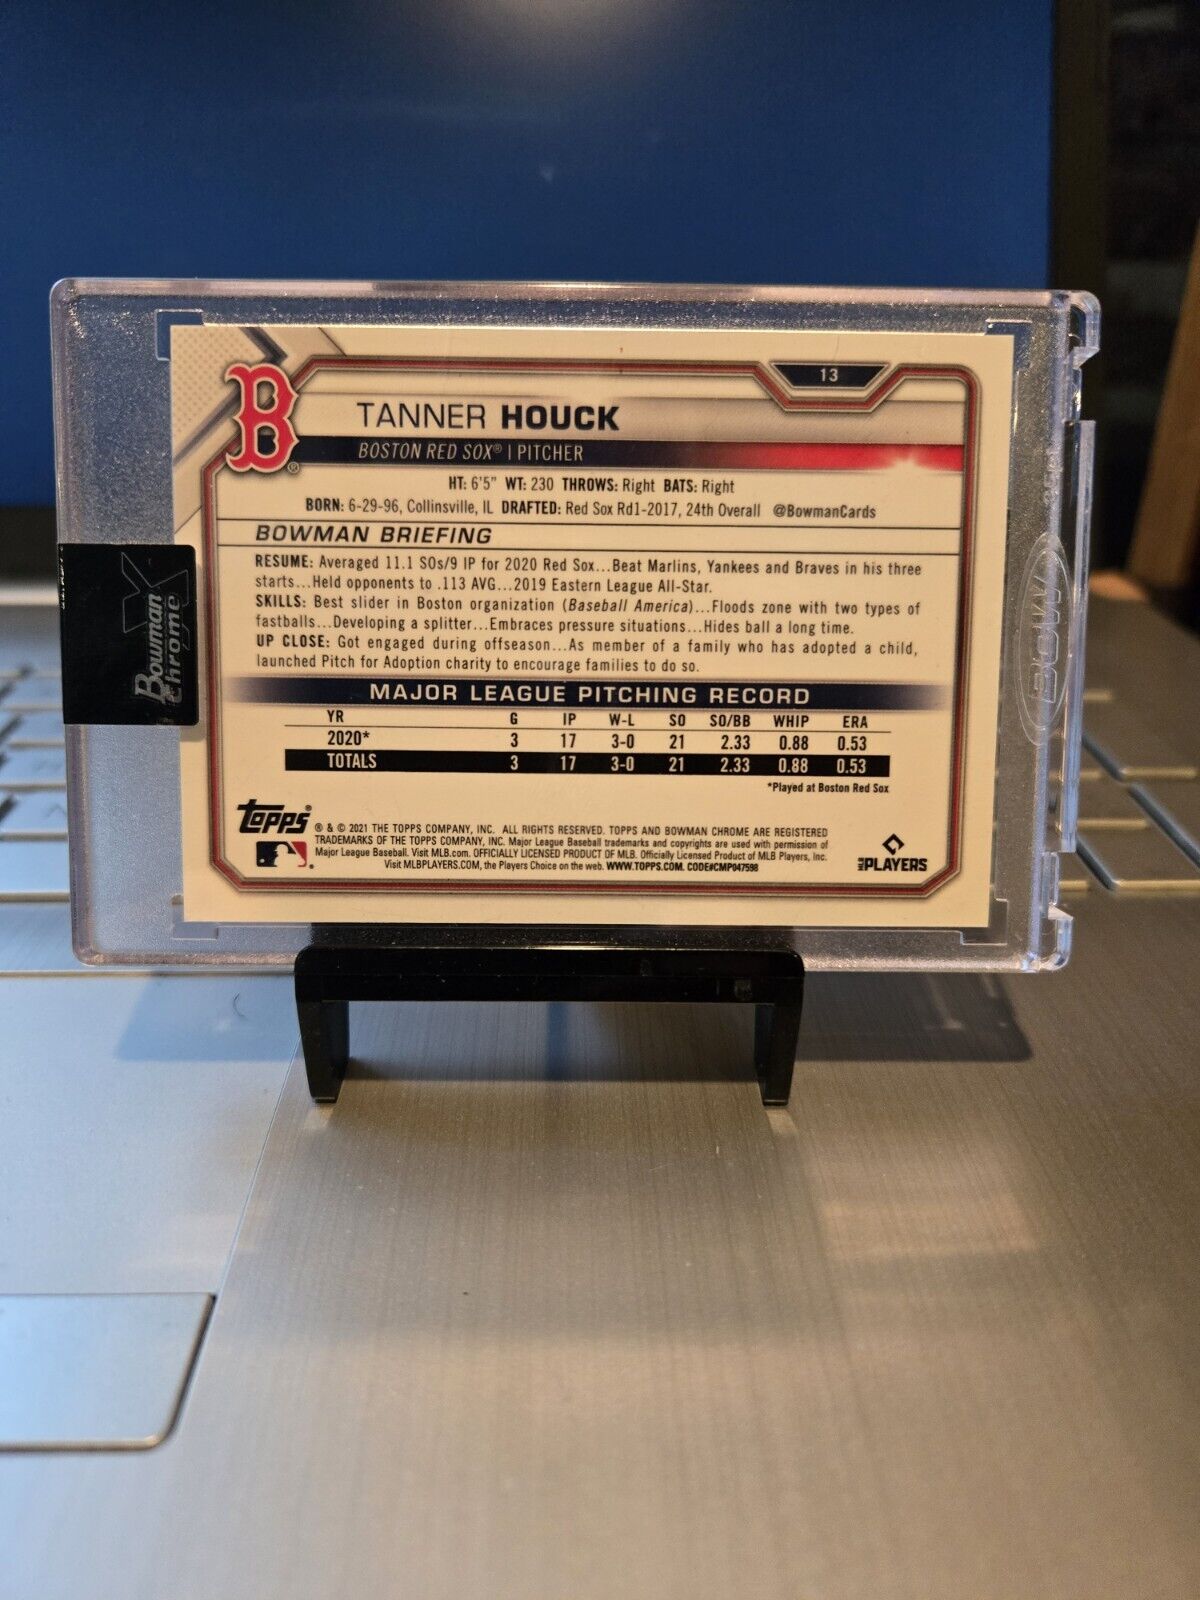 13
B
TANNER HOUCK
BOSTON RED SOX® | PITCHER
HT: 6'5" WT: 230 THROWS: Right BATS: Right
BORN: 6-29-96, Collinsville, IL DRAFTED: Red Sox Rd1-2017, 24th Overall @BowmanCards
BOWMAN BRIEFING
RESUME: Averaged 11.1 SOs/9 IP for 2020 Red Sox...Beat Marlins, Yankees and Braves in his three
starts...Held opponents to .113 AVG...2019 Eastern League All-Star.
SKILLS: Best slider in Boston organization (Baseball America)...Floods zone with two types of
fastballs...Developing a splitter...Embraces pressure situations...Hides ball a long time.
UP CLOSE: Got engaged during offseason...As member of a family who has adopted a child,
launched Pitch for Adoption charity to encourage families to do so.
MAJOR LEAGUE PITCHING RECORD
YR G IP W-L SO SO/BB WHIP ERA
2020* 3 17 3-0 21 2.33 0.88 0.53
TOTALS 3 17 3-0 21 2.33 0.88 0.53
*Played at Boston Red Sox
topps®
® & © 2021 THE TOPPS COMPANY, INC. ALL RIGHTS RESERVED. TOPPS AND BOWMAN CHROME ARE REGISTERED
TRADEMARKS OF THE TOPPS COMPANY, INC. Major League Baseball trademarks and copyrights are used with permission of
Major League Baseball. Visit MLB.com. OFFICIALLY LICENSED PRODUCT OF MLB. Officially Licensed Product of MLB Players, Inc.
Visit MLBPLAYERS.COM, the Players Choice on the web. WWW.TOPPS.COM. CODE#CMP047598
MLB PLAYERS
Bowman
Chrome X